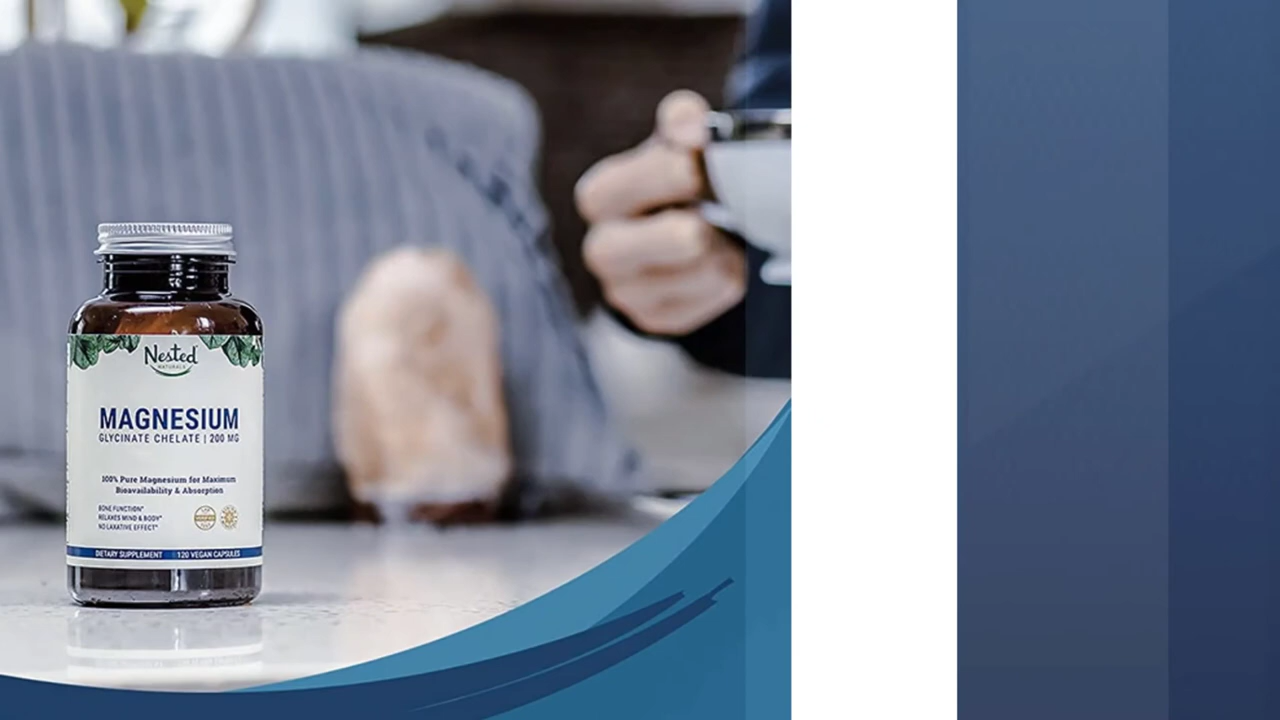 Nested
NATURALS
MAGNESIUM
GLYCINATE CHELATE | 200 MG
100% Pure Magnesium for Maximum
Bioavailability & Absorption
BONE FUNCTION*
RELAXES MIND & BODY*
NO LAXATIVE EFFECT*
DIETARY SUPPLEMENT
120 VEGAN CAPSULES